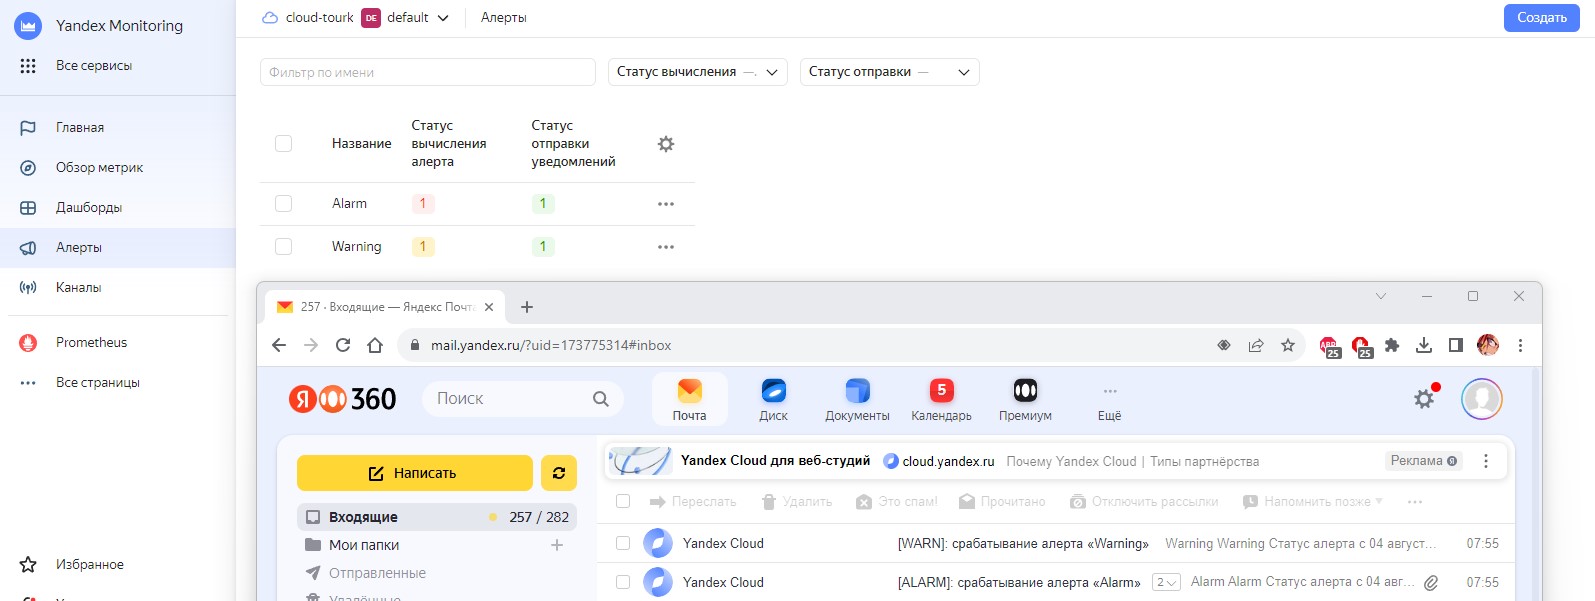 Yandex Monitoring
Все сервисы
Главная
Обзор метрик
Дашборды
Алерты
Каналы
Prometheus
Все страницы
Избранное
cloud-tourk DE default Алерты Создать
Фильтр по имени Статус вычисления — Статус отправки —
Название Статус вычисления алерта Статус отправки уведомлений
Alarm 1 1 •••
Warning 1 1 •••
257 · Входящие — Яндекс Почта
mail.yandex.ru/?uid=173775314#inbox 25 25
Я 360 Поиск Почта Диск Документы 5 Календарь Премиум Ещё
Написать
Входящие 257 / 282
Мои папки +
Отправленные
Удалённые
Yandex Cloud для веб-студий cloud.yandex.ru Почему Yandex Cloud | Типы партнёрства Реклама
Переслать Удалить Это спам! Прочитано Отключить рассылки Напомнить позже
Yandex Cloud [WARN]: срабатывание алерта «Warning» Warning Warning Статус алерта с 04 август... 07:55
Yandex Cloud [ALARM]: срабатывание алерта «Alarm» 2 Alarm Alarm Статус алерта с 04 авг... 07:55